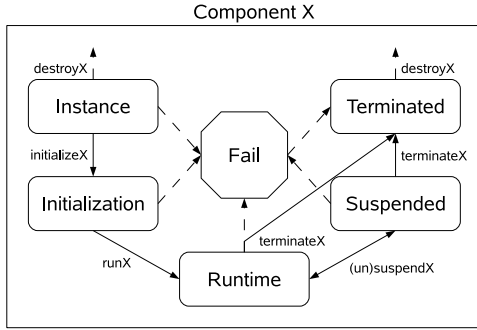 Component X
destroyX
destroyX
Instance
Terminated
initializeX
Fail
terminateX
Initialization
Suspended
runX
terminateX
(un)suspendX
Runtime